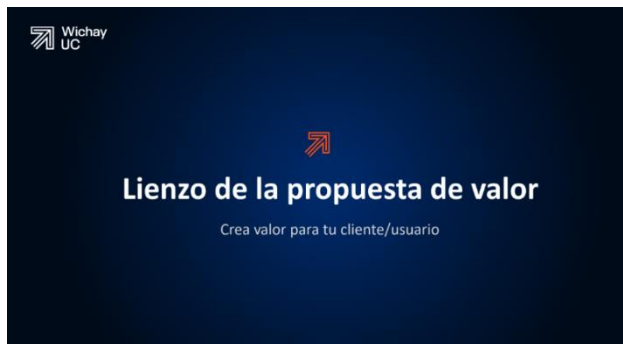 Wichay
UC
Lienzo de la propuesta de valor
Crea valor para tu cliente/usuario